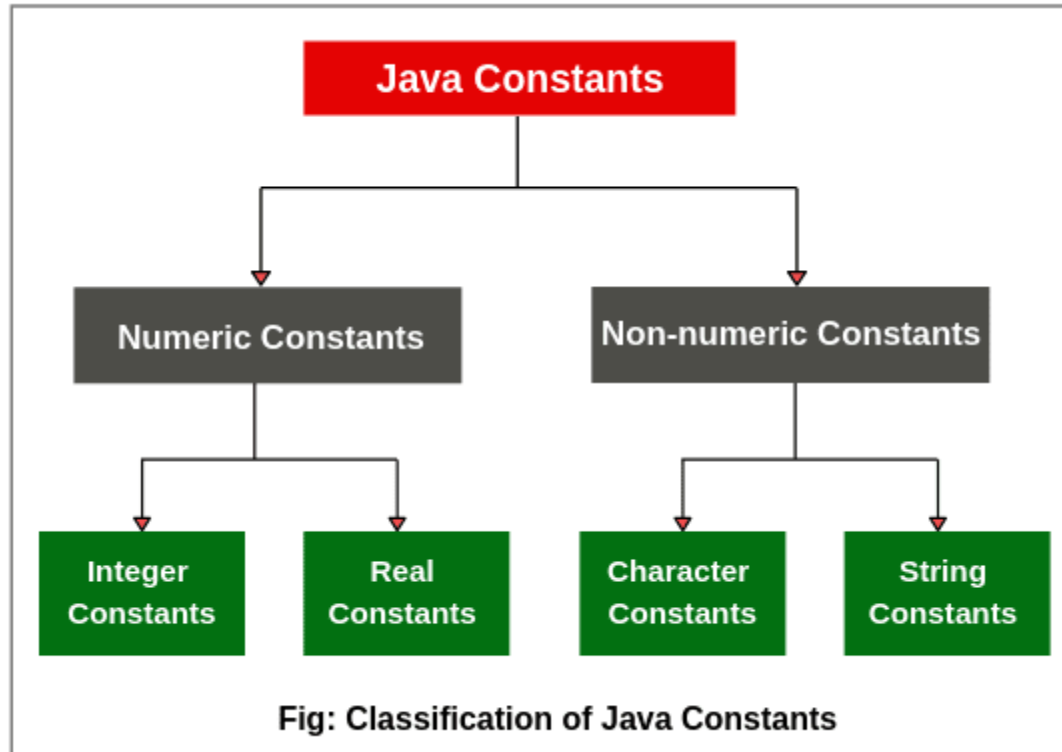 Java Constants
Numeric Constants
Non-numeric Constants
Integer
Constants
Real
Constants
Character
Constants
String
Constants
Fig: Classification of Java Constants